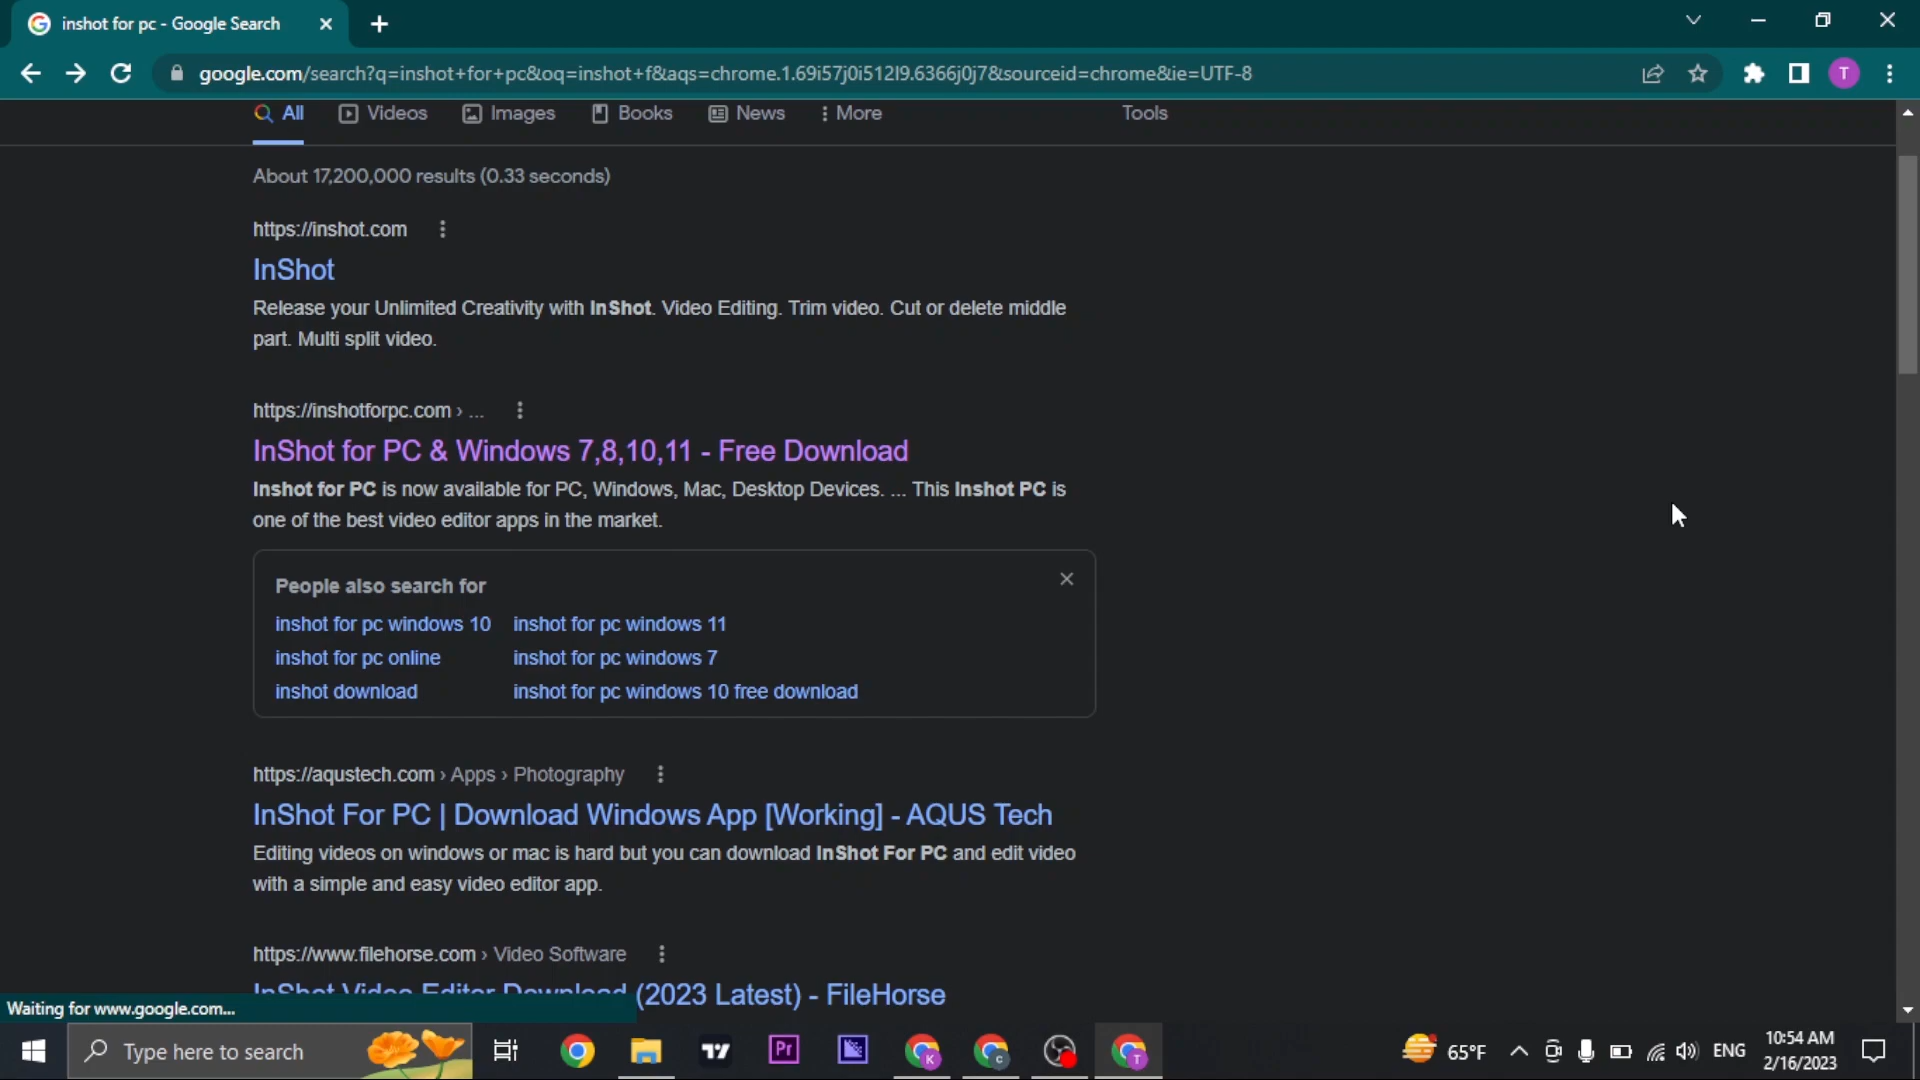 inshot for pc - Google Search
google.com/search?q=inshot+for+pc&oq=inshot+f&aqs=chrome.1.69i57j0i512l9.6366j0j7&sourceid=chrome&ie=UTF-8
T
All Videos Images Books News More Tools
About 17,200,000 results (0.33 seconds)
https://inshot.com
InShot
Release your Unlimited Creativity with InShot. Video Editing. Trim video. Cut or delete middle
part. Multi split video.
https://inshotforpc.com › ...
InShot for PC & Windows 7,8,10,11 - Free Download
Inshot for PC is now available for PC, Windows, Mac, Desktop Devices. ... This Inshot PC is
one of the best video editor apps in the market.
People also search for
inshot for pc windows 10 inshot for pc windows 11
inshot for pc online inshot for pc windows 7
inshot download inshot for pc windows 10 free download
https://aqustech.com › Apps › Photography
InShot For PC | Download Windows App [Working] - AQUS Tech
Editing videos on windows or mac is hard but you can download InShot For PC and edit video
with a simple and easy video editor app.
https://www.filehorse.com › Video Software
InShot Video Editor Download (2023 Latest) - FileHorse
Waiting for www.google.com...
Type here to search
Pr
K
C
T
65°F
ENG
10:54 AM
2/16/2023